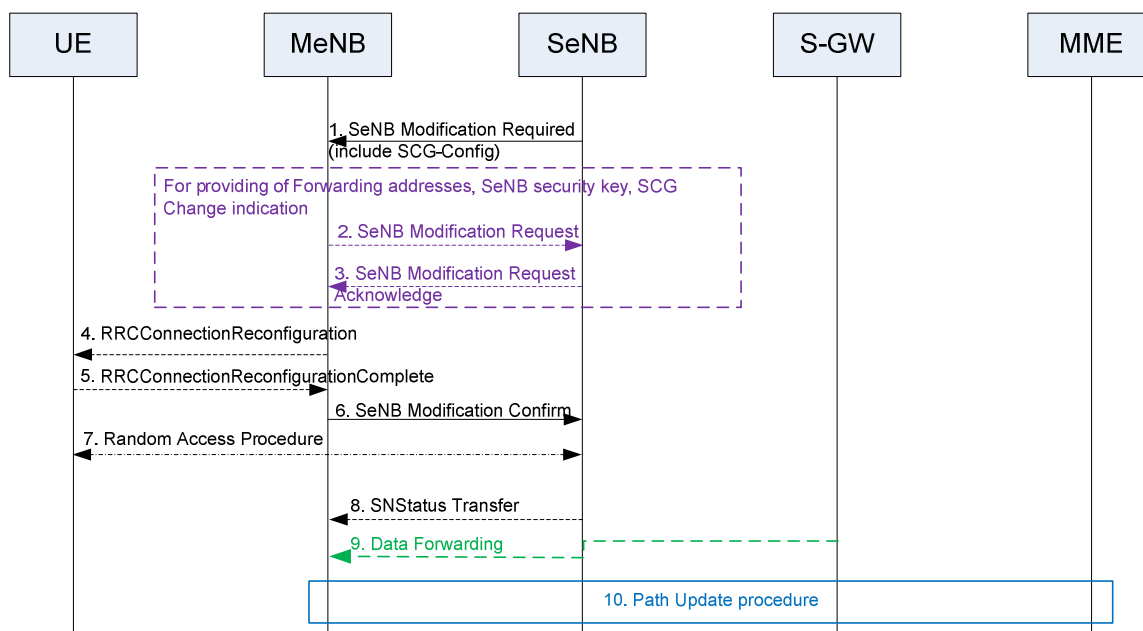 UE
MeNB
SeNB
S-GW
MME
1. SeNB Modification Required
(include SCG-Config)
For providing of Forwarding addresses, SeNB security key, SCG
Change indication
2. SeNB Modification Request
3. SeNB Modification Request
Acknowledge
4. RRCConnectionReconfiguration
5. RRCConnectionReconfigurationComplete
6. SeNB Modification Confirm
7. Random Access Procedure
8. SNStatus Transfer
9. Data Forwarding
10. Path Update procedure